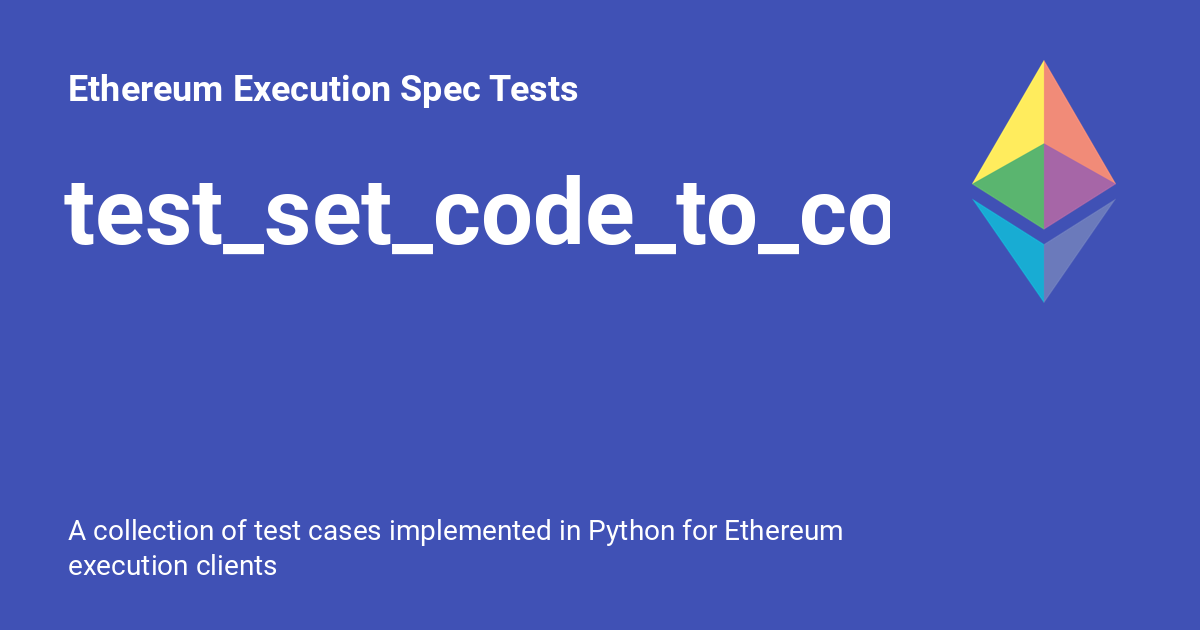 Ethereum Execution Spec Tests
test_set_code_to_co
A collection of test cases implemented in Python for Ethereum
execution clients